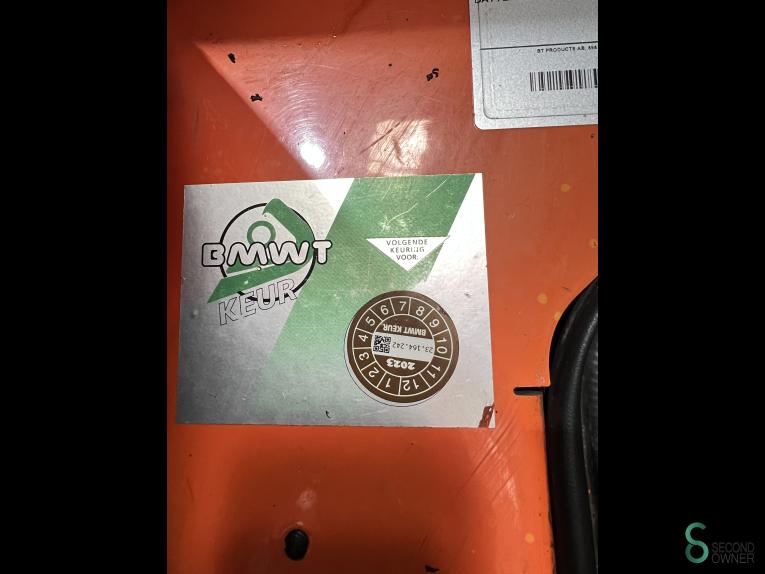 BT PRODUCTS AB,
BMWT
KEUR
VOLGENDE
KEURING
VOOR:
1 2 3 4 5 6 7 8 9 10 11 12
BMWT KEUR
23.164.242
2023
SECOND
OWNER